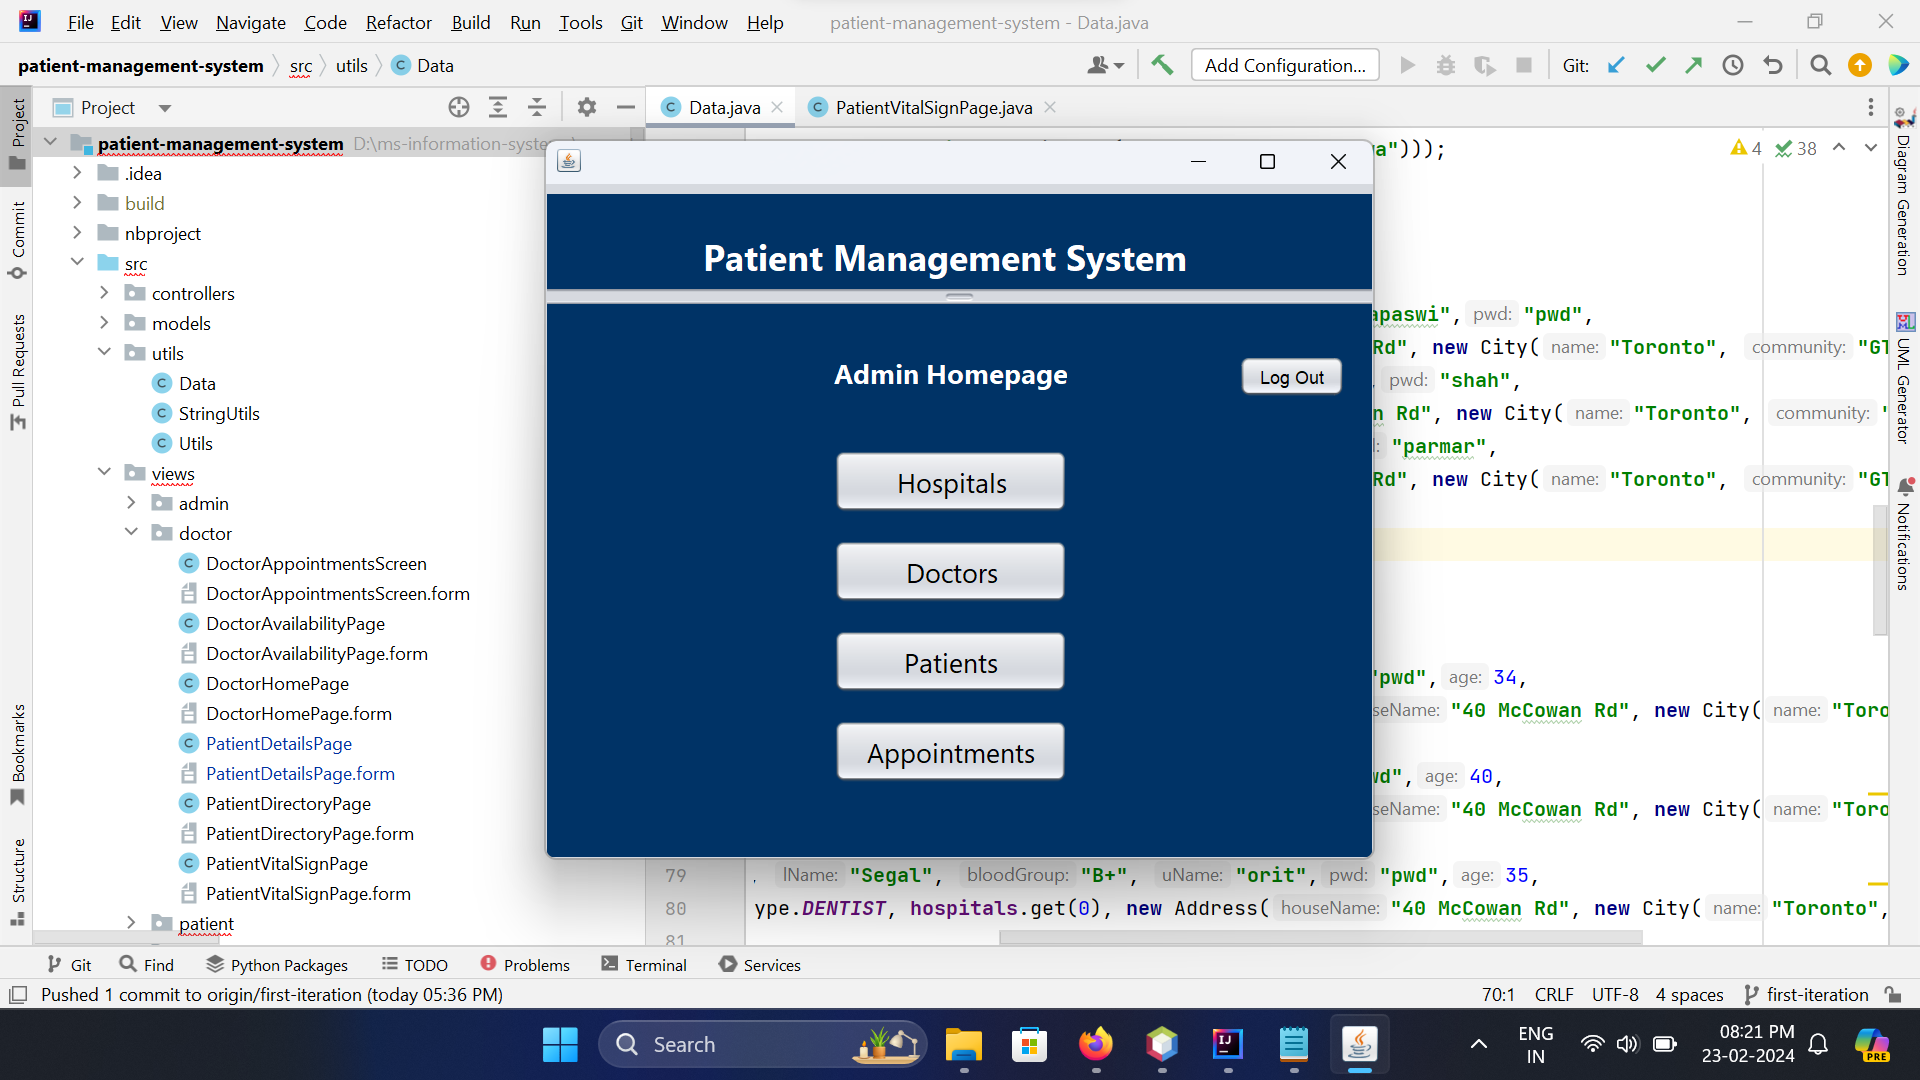 File Edit View Navigate Code Refactor Build Run Tools Git Window Help patient-management-system - Data.java
patient-management-system src utils Data Add Configuration... Git:
Project
Data.java PatientVitalSignPage.java
Project
Commit
Pull Requests
Bookmarks
Structure
patient-management-system D:\ms-information-syste
.idea
build
nbproject
src
controllers
models
utils
Data
StringUtils
Utils
views
admin
doctor
DoctorAppointmentsScreen
DoctorAppointmentsScreen.form
DoctorAvailabilityPage
DoctorAvailabilityPage.form
DoctorHomePage
DoctorHomePage.form
PatientDetailsPage
PatientDetailsPage.form
PatientDirectoryPage
PatientDirectoryPage.form
PatientVitalSignPage
PatientVitalSignPage.form
patient
Patient Management System
Admin Homepage
Log Out
Hospitals
Doctors
Patients
Appointments
a"))); 4 38
apaswi", pwd: "pwd",
Rd", new City( name: "Toronto", community: "GT
, pwd: "shah",
n Rd", new City( name: "Toronto", community: "
: "parmar",
Rd", new City( name: "Toronto", community: "GT
"pwd", age: 34,
seName: "40 McCowan Rd", new City( name: "Toro
wd", age: 40,
seName: "40 McCowan Rd", new City( name: "Toro
79 , lName: "Segal", bloodGroup: "B+", uName: "orit", pwd: "pwd", age: 35,
80 ype.DENTIST, hospitals.get(0), new Address( houseName: "40 McCowan Rd", new City( name: "Toronto",
81
Diagram Generation
UML Generator
Notifications
Git Find Python Packages TODO Problems Terminal Services
Pushed 1 commit to origin/first-iteration (today 05:36 PM) 70:1 CRLF UTF-8 4 spaces first-iteration
Search
ENG
IN
08:21 PM
23-02-2024
PRE